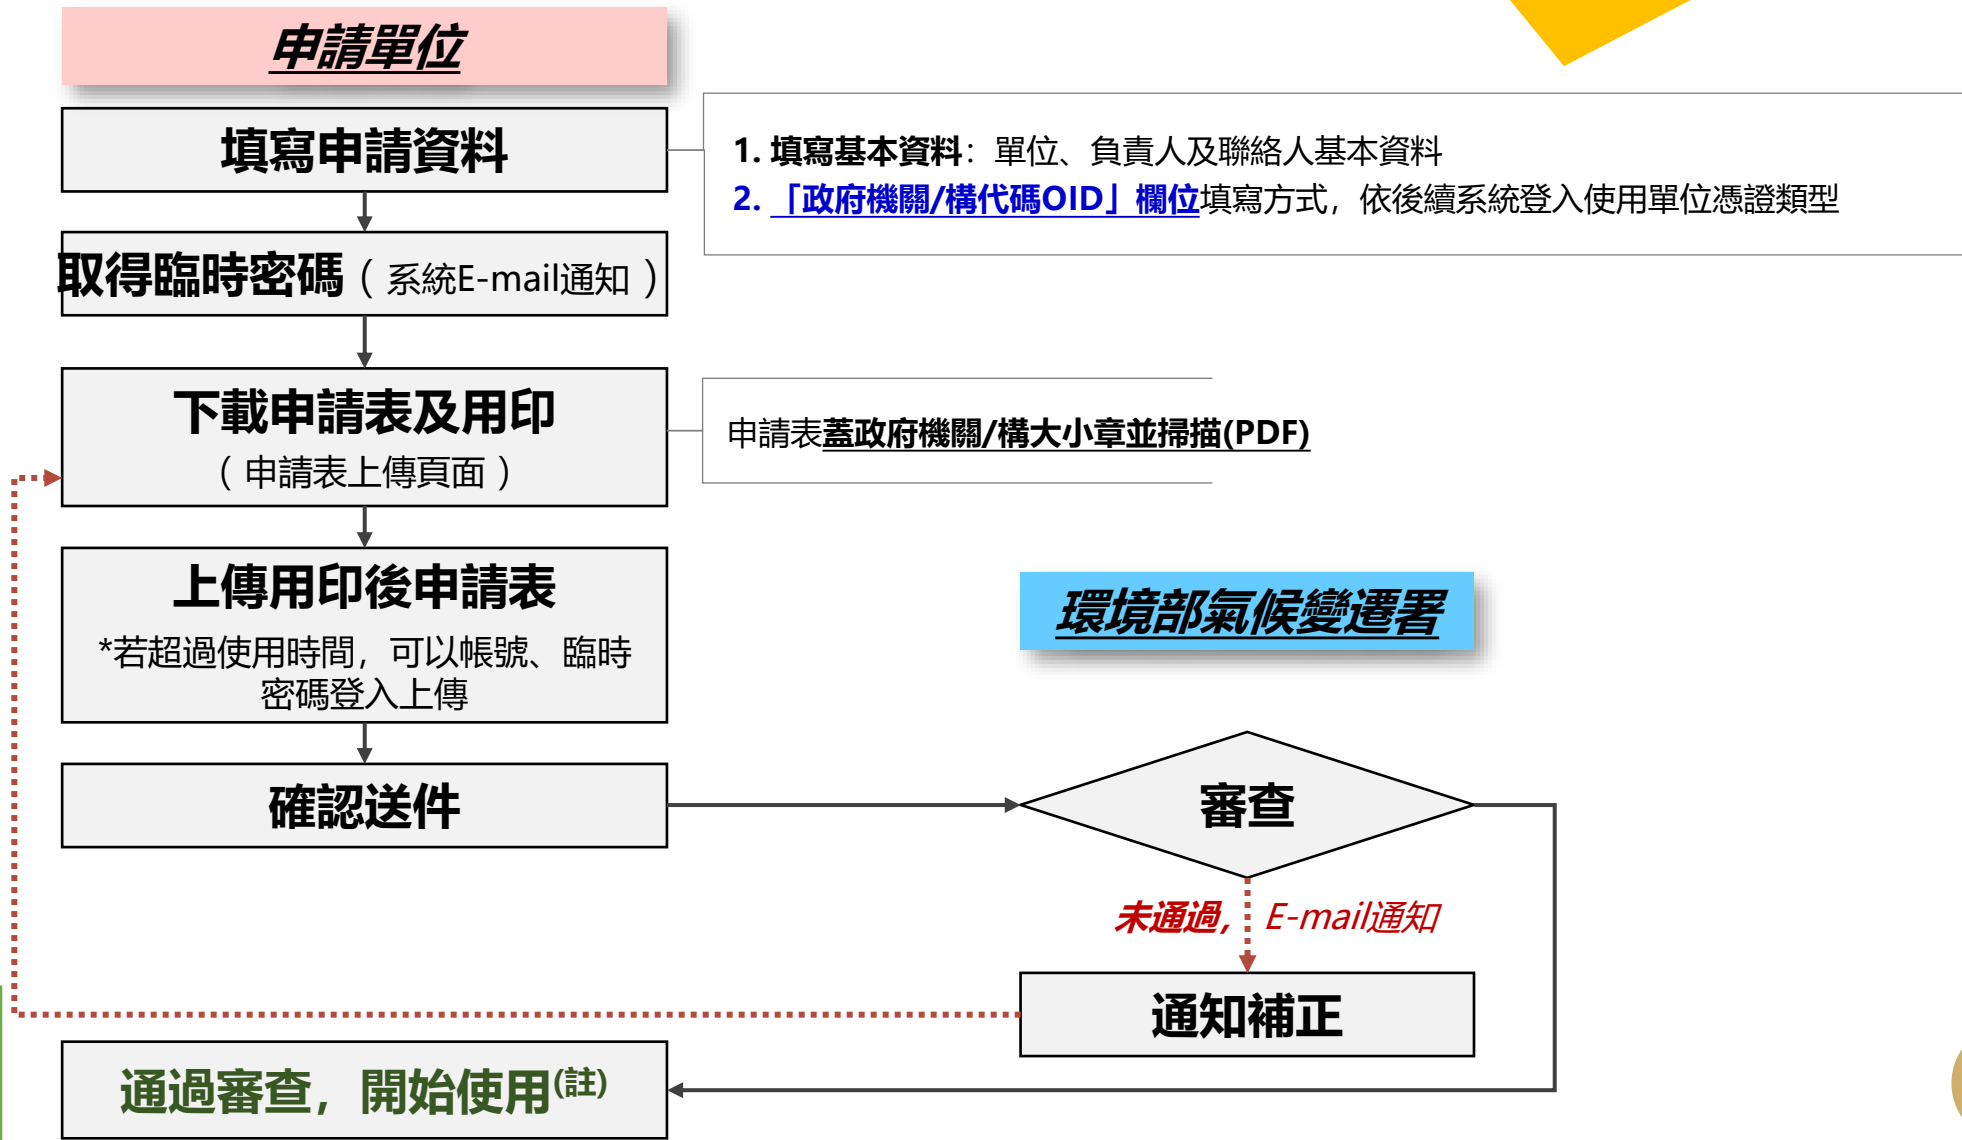 申請單位
填寫申請資料
1. 填寫基本資料：單位、負責人及聯絡人基本資料
2. 「政府機關/構代碼OID」欄位填寫方式，依後續系統登入使用單位憑證類型
取得臨時密碼（系統E-mail通知）
下載申請表及用印
（申請表上傳頁面）
申請表蓋政府機關/構大小章並掃描(PDF)
上傳用印後申請表
*若超過使用時間，可以帳號、臨時
密碼登入上傳
環境部氣候變遷署
確認送件
審查
未通過，E-mail通知
通知補正
通過審查，開始使用(註)